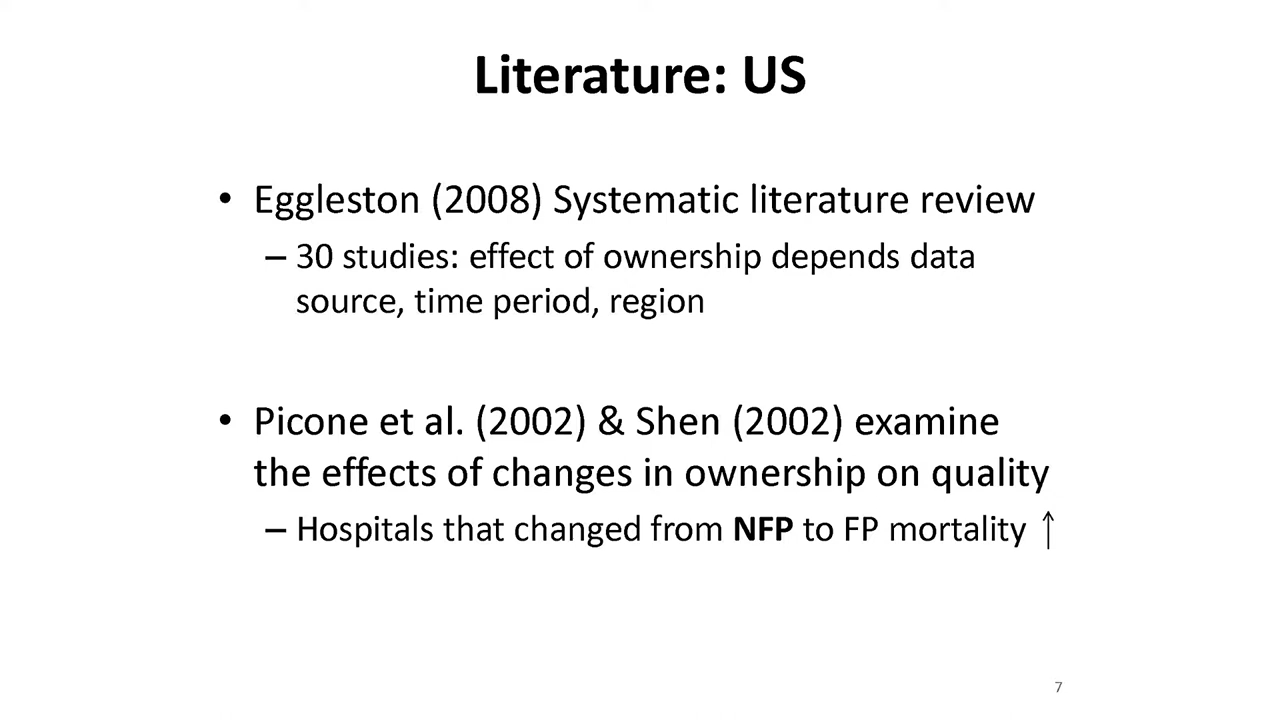 Literature: US
• Eggleston (2008) Systematic literature review
– 30 studies: effect of ownership depends data
source, time period, region
• Picone et al. (2002) & Shen (2002) examine
the effects of changes in ownership on quality
– Hospitals that changed from NFP to FP mortality ↑
7